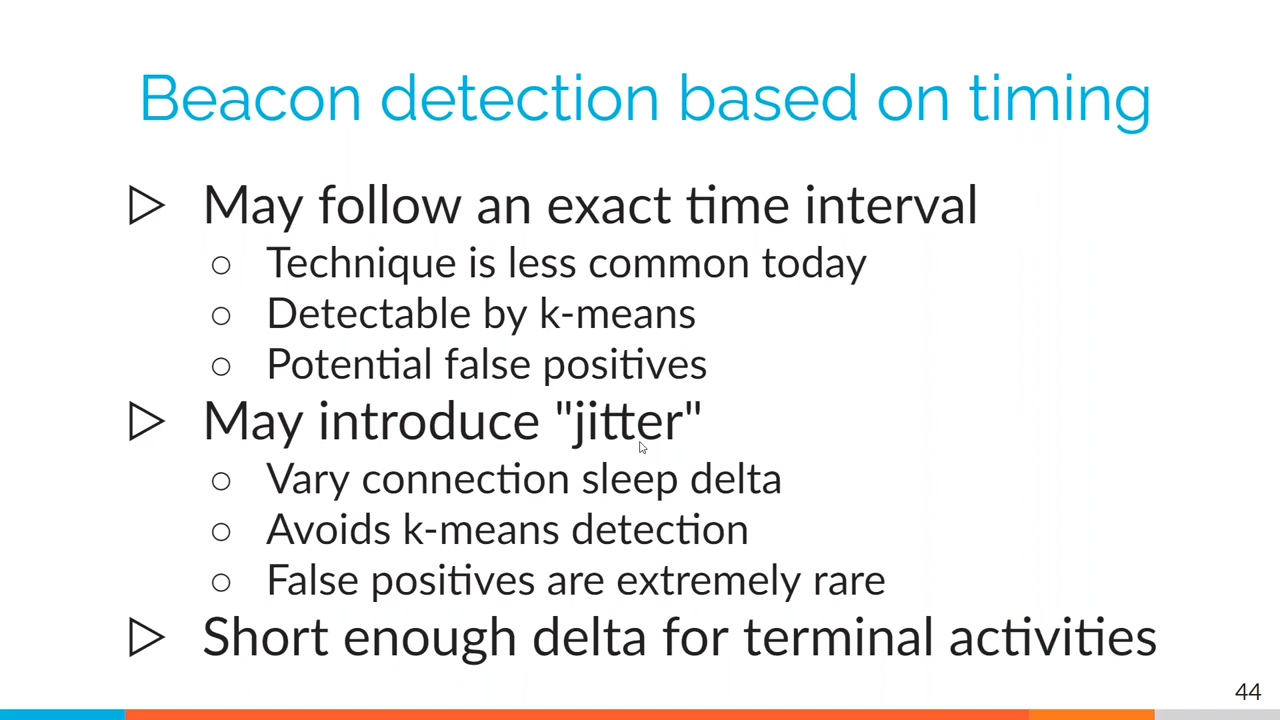 Beacon detection based on timing
▷ May follow an exact time interval
○ Technique is less common today
○ Detectable by k-means
○ Potential false positives
▷ May introduce "jitter"
○ Vary connection sleep delta
○ Avoids k-means detection
○ False positives are extremely rare
▷ Short enough delta for terminal activities
44